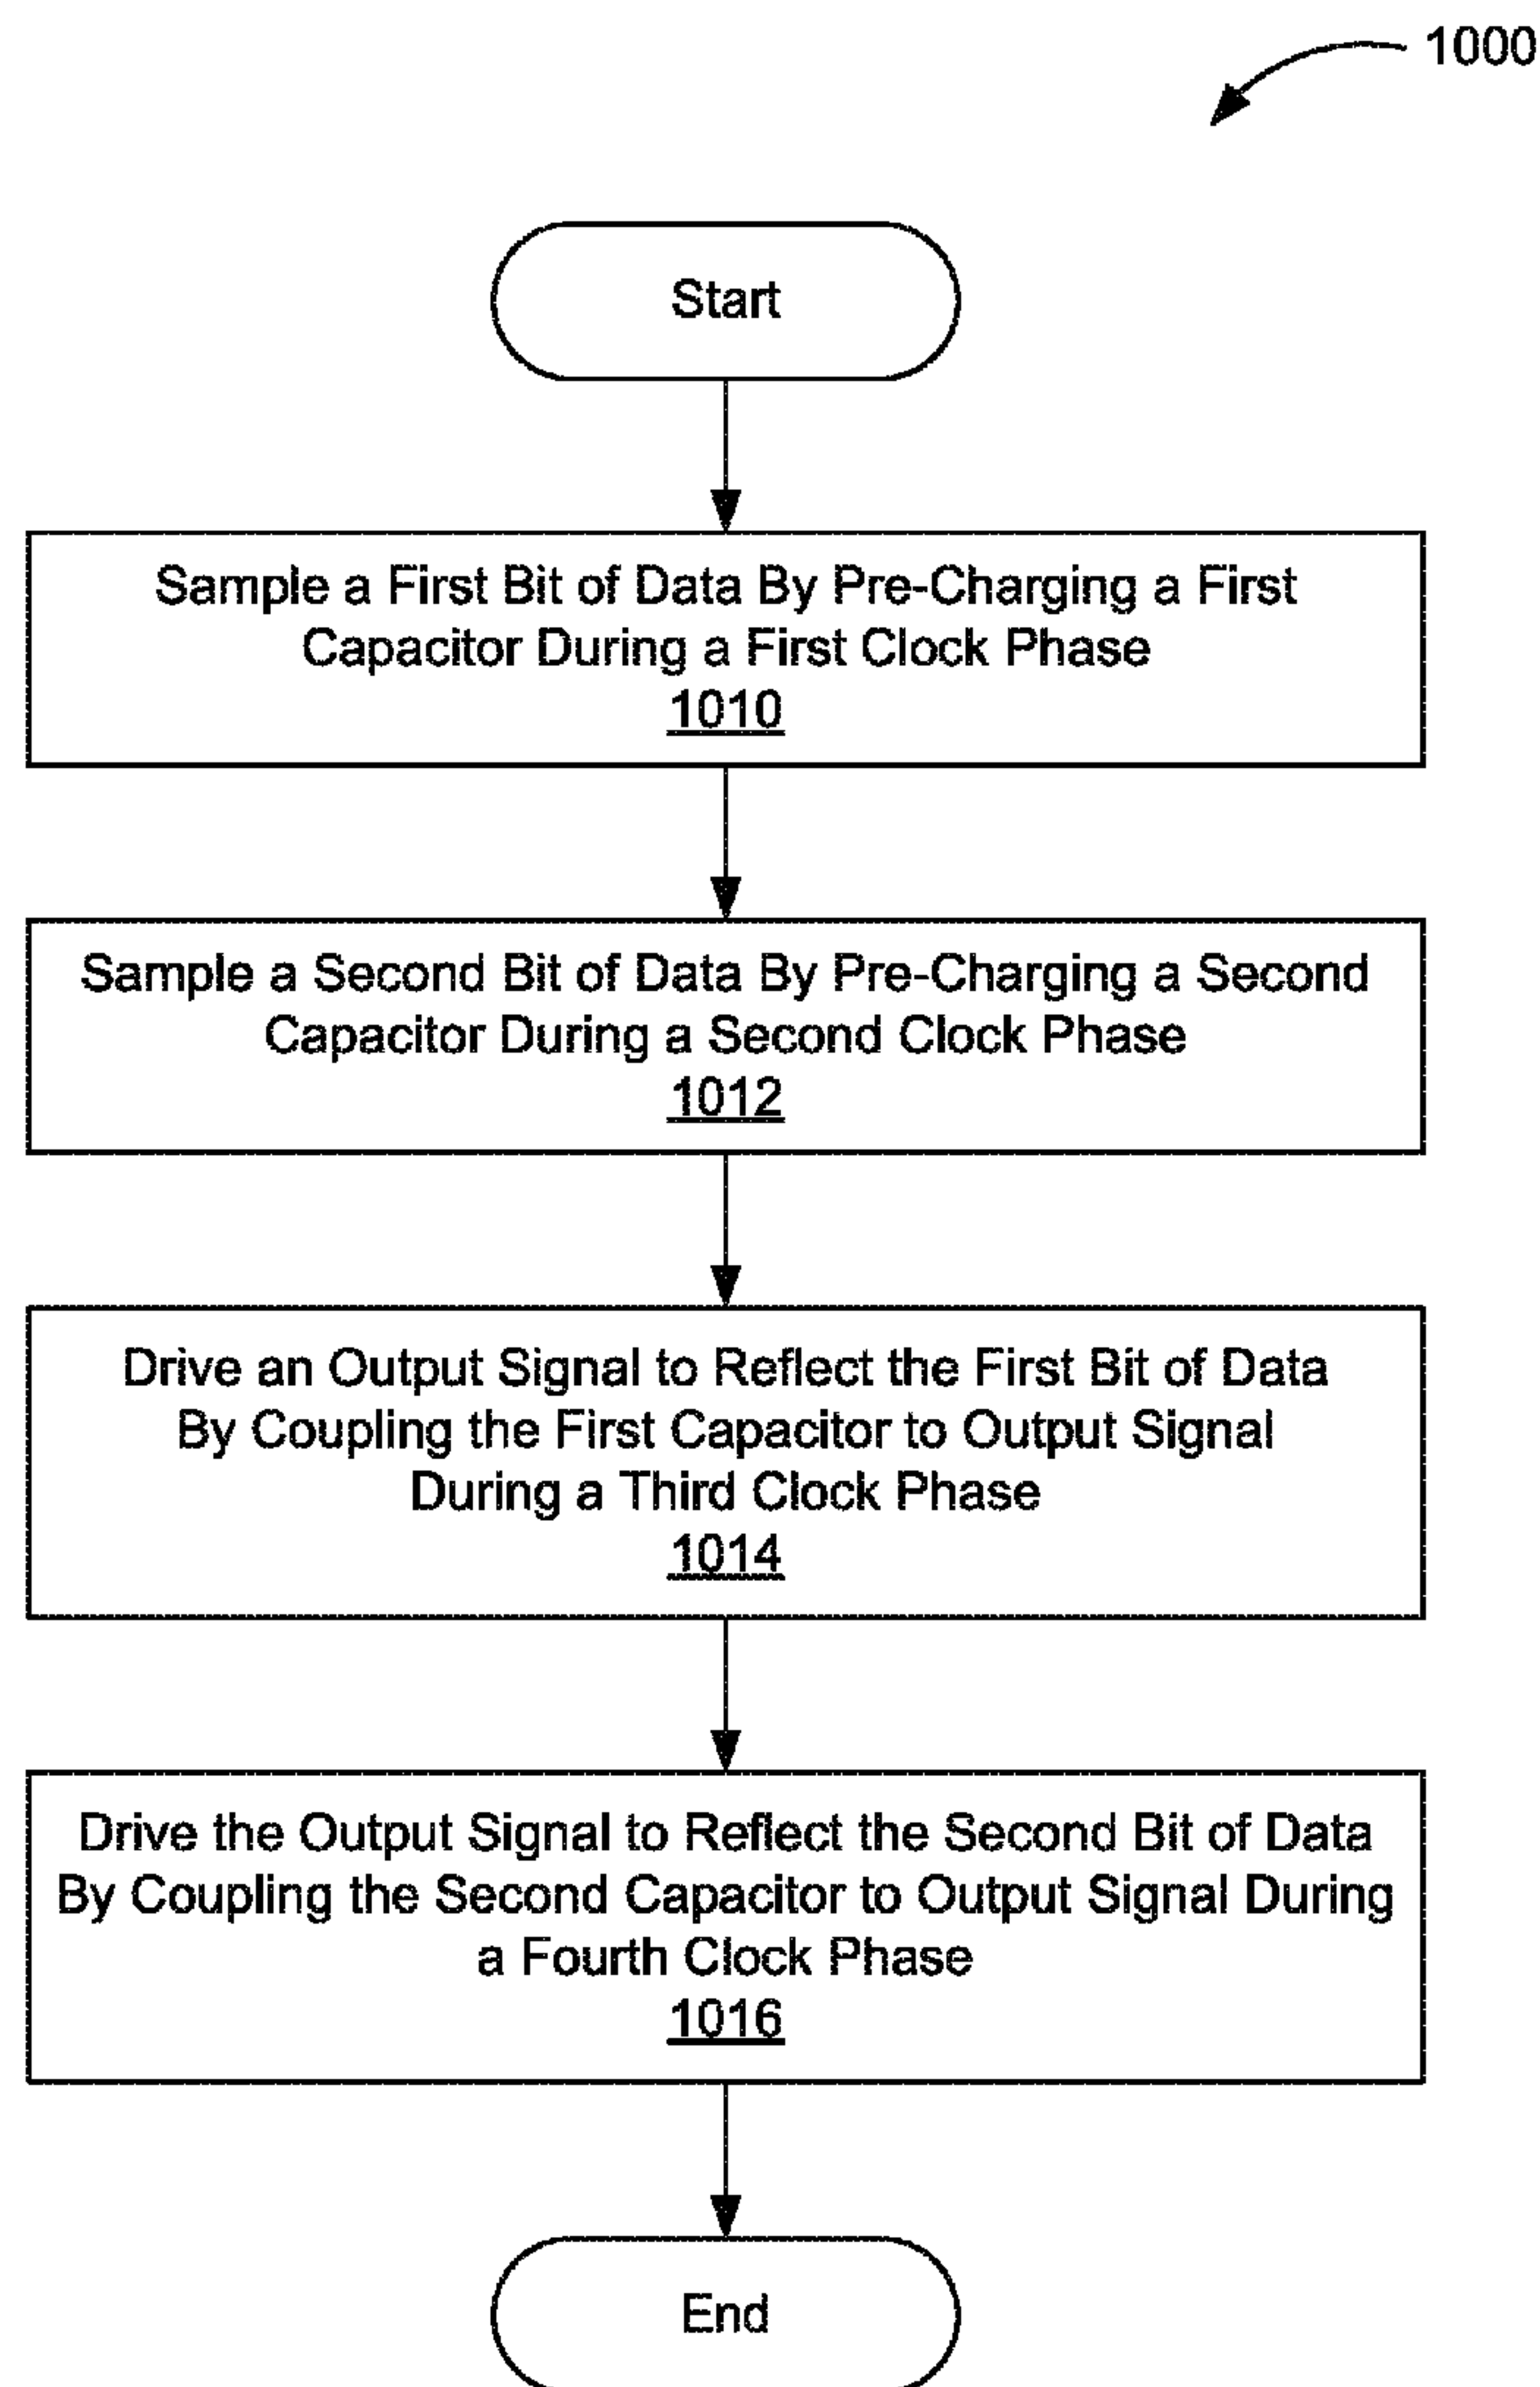 1000
Start
Sample a First Bit of Data By Pre-Charging a First
Capacitor During a First Clock Phase
1010
Sample a Second Bit of Data By Pre-Charging a Second
Capacitor During a Second Clock Phase
1012
Drive an Output Signal to Reflect the First Bit of Data
By Coupling the First Capacitor to Output Signal
During a Third Clock Phase
1014
Drive the Output Signal to Reflect the Second Bit of Data
By Coupling the Second Capacitor to Output Signal During
a Fourth Clock Phase
1016
End